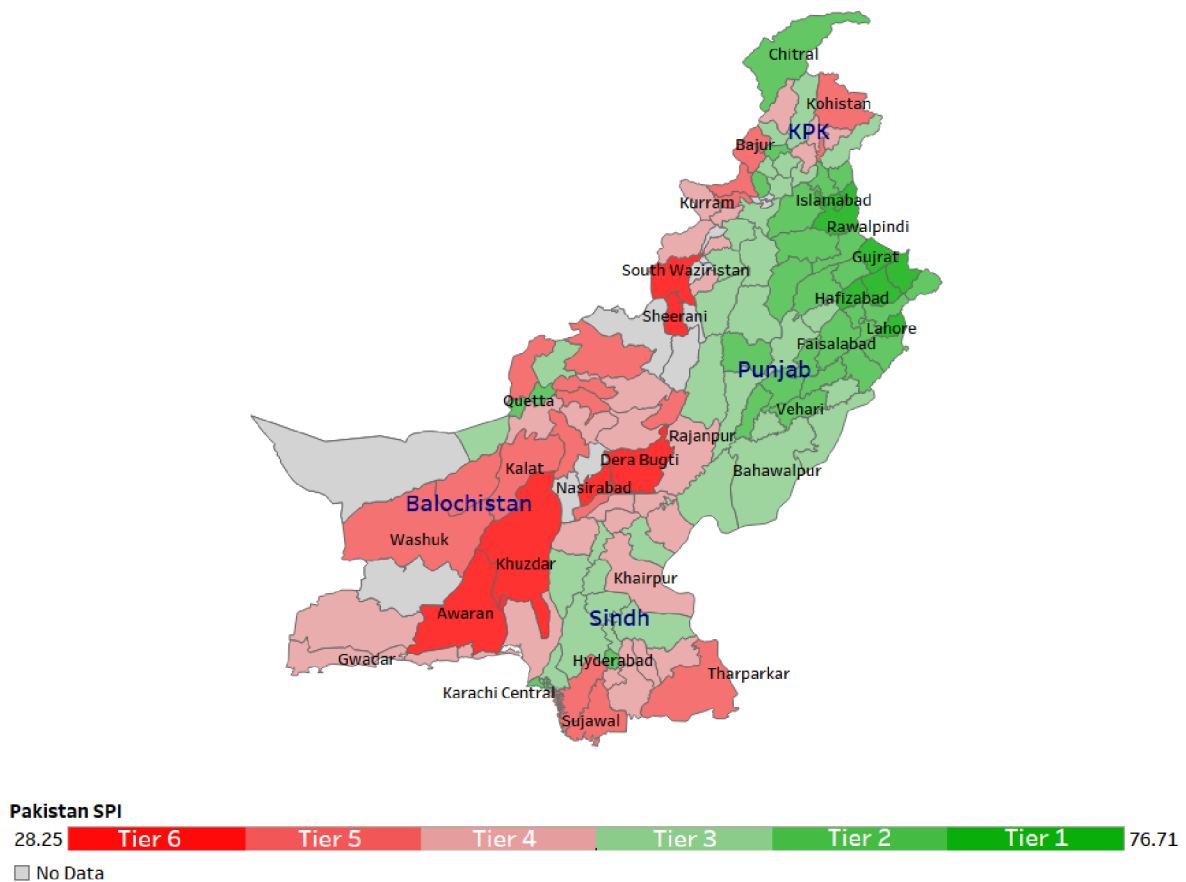 Chitral
Kohistan
KPK
Bajur
Islamabad
Kurram
Rawalpindi
Gujrat
South Waziristan
Hafizabad
Sheerani
Lahore
Faisalabad
Punjab
Quetta
Vehari
Rajanpur
Dera Bugti
Kalat
Bahawalpur
Nasirabad
Balochistan
Washuk
Khuzdar
Khairpur
Awaran
Sindh
Gwadar
Hyderabad
Tharparkar
Karachi Central
Sujawal
Pakistan SPI
28.25 Tier 6 Tier 5 Tier 4 Tier 3 Tier 2 Tier 1 76.71
No Data